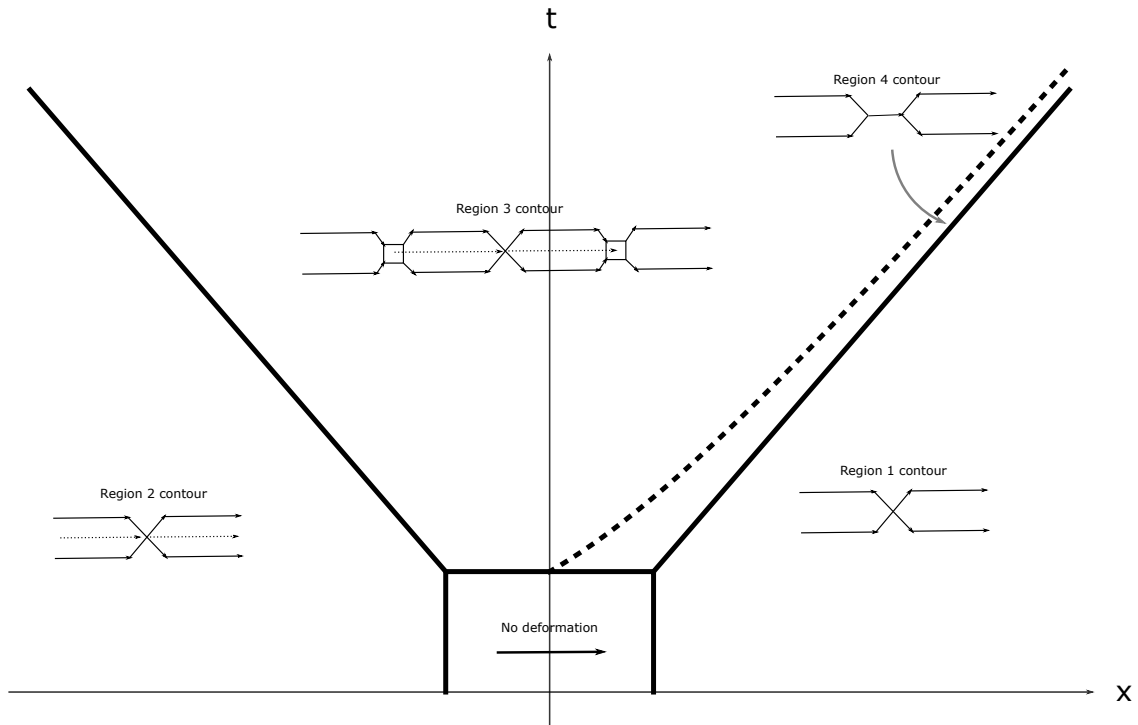 t
Region 4 contour
Region 3 contour
Region 1 contour
Region 2 contour
No deformation
x